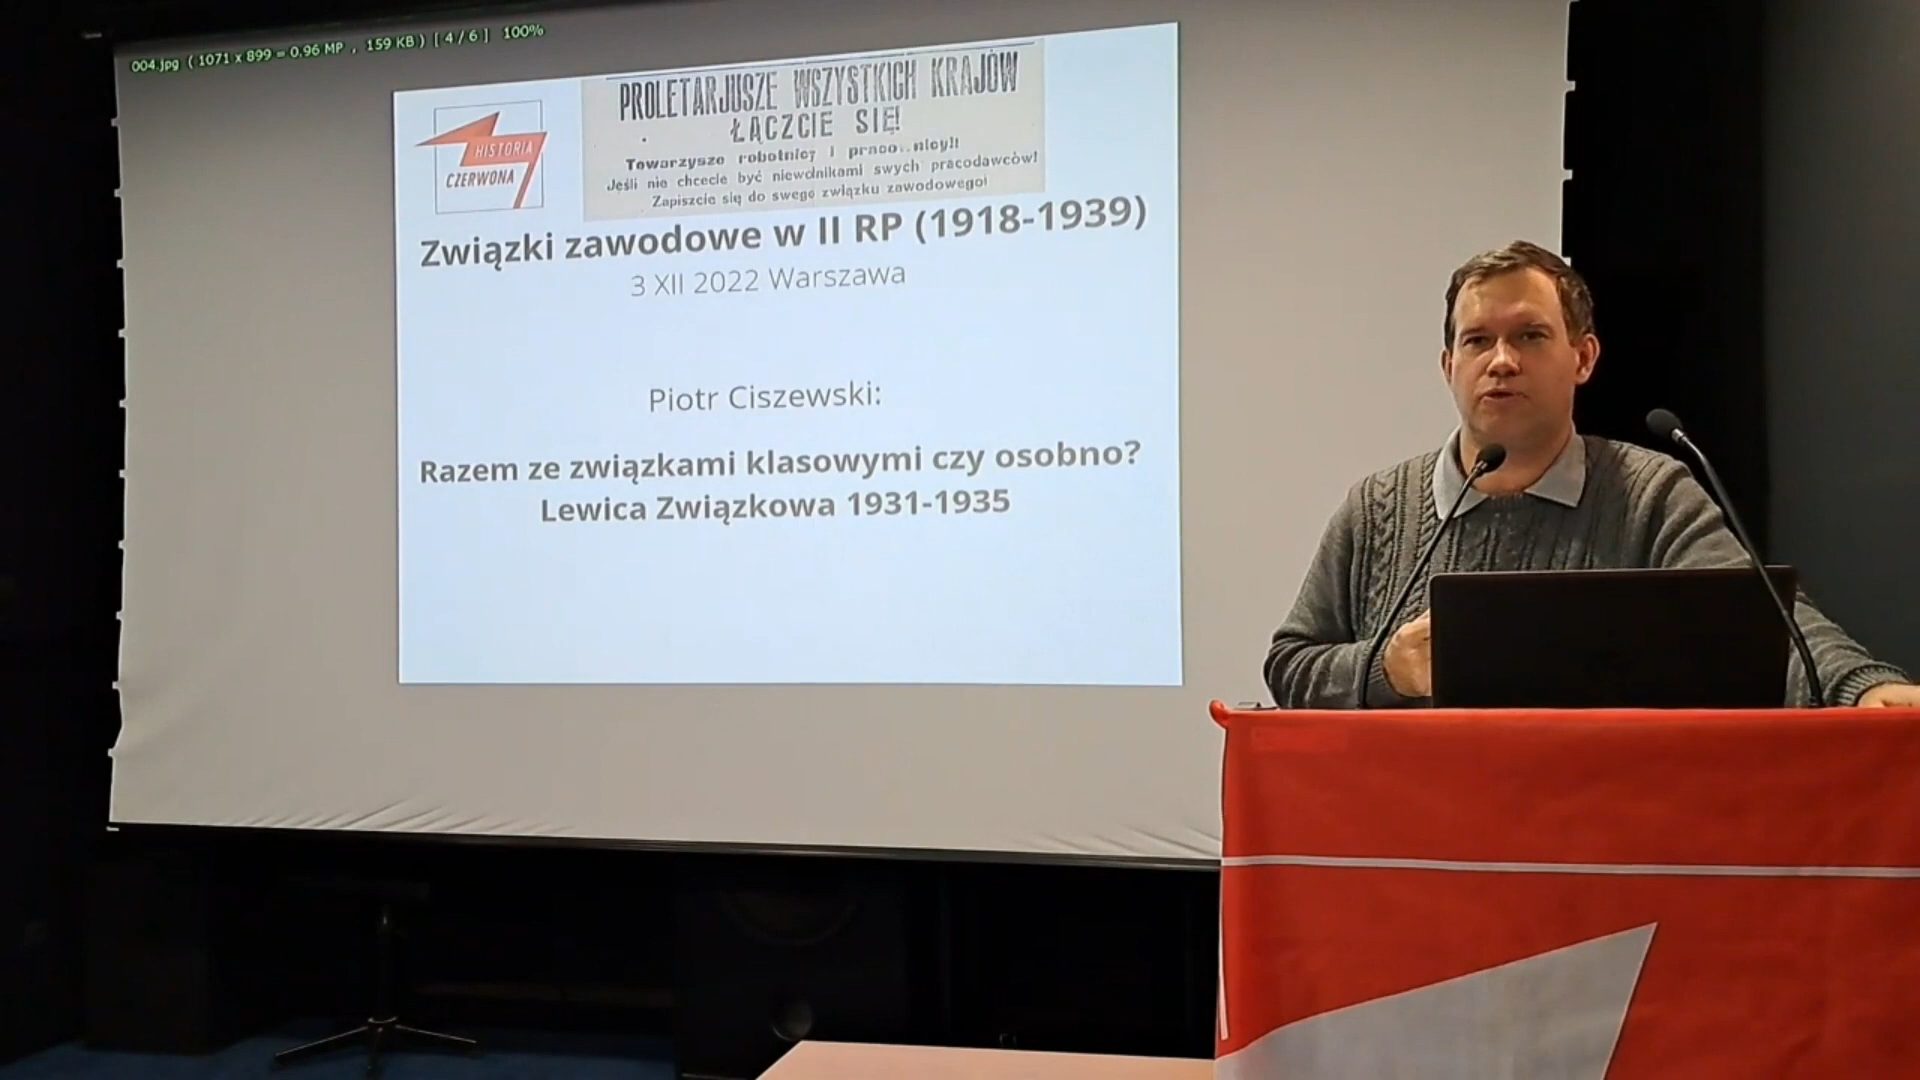 004.jpg ( 1071 x 899 = 0.96 MP , 159 KB ) [ 4 / 6 ] 100%
HISTORIA
CZERWONA
PROLETARJUSZE WSZYSTKICH KRAJÓW
ŁĄCZCIE SIĘ!
Towarzysze robotnicy i praco..nicy!!
Jeśli nie chcecie być niewolnikami swych pracodawców!
Zapiszcie się do swego związku zawodowego!
Związki zawodowe w II RP (1918-1939)
3 XII 2022 Warszawa
Piotr Ciszewski:
Razem ze związkami klasowymi czy osobno?
Lewica Związkowa 1931-1935